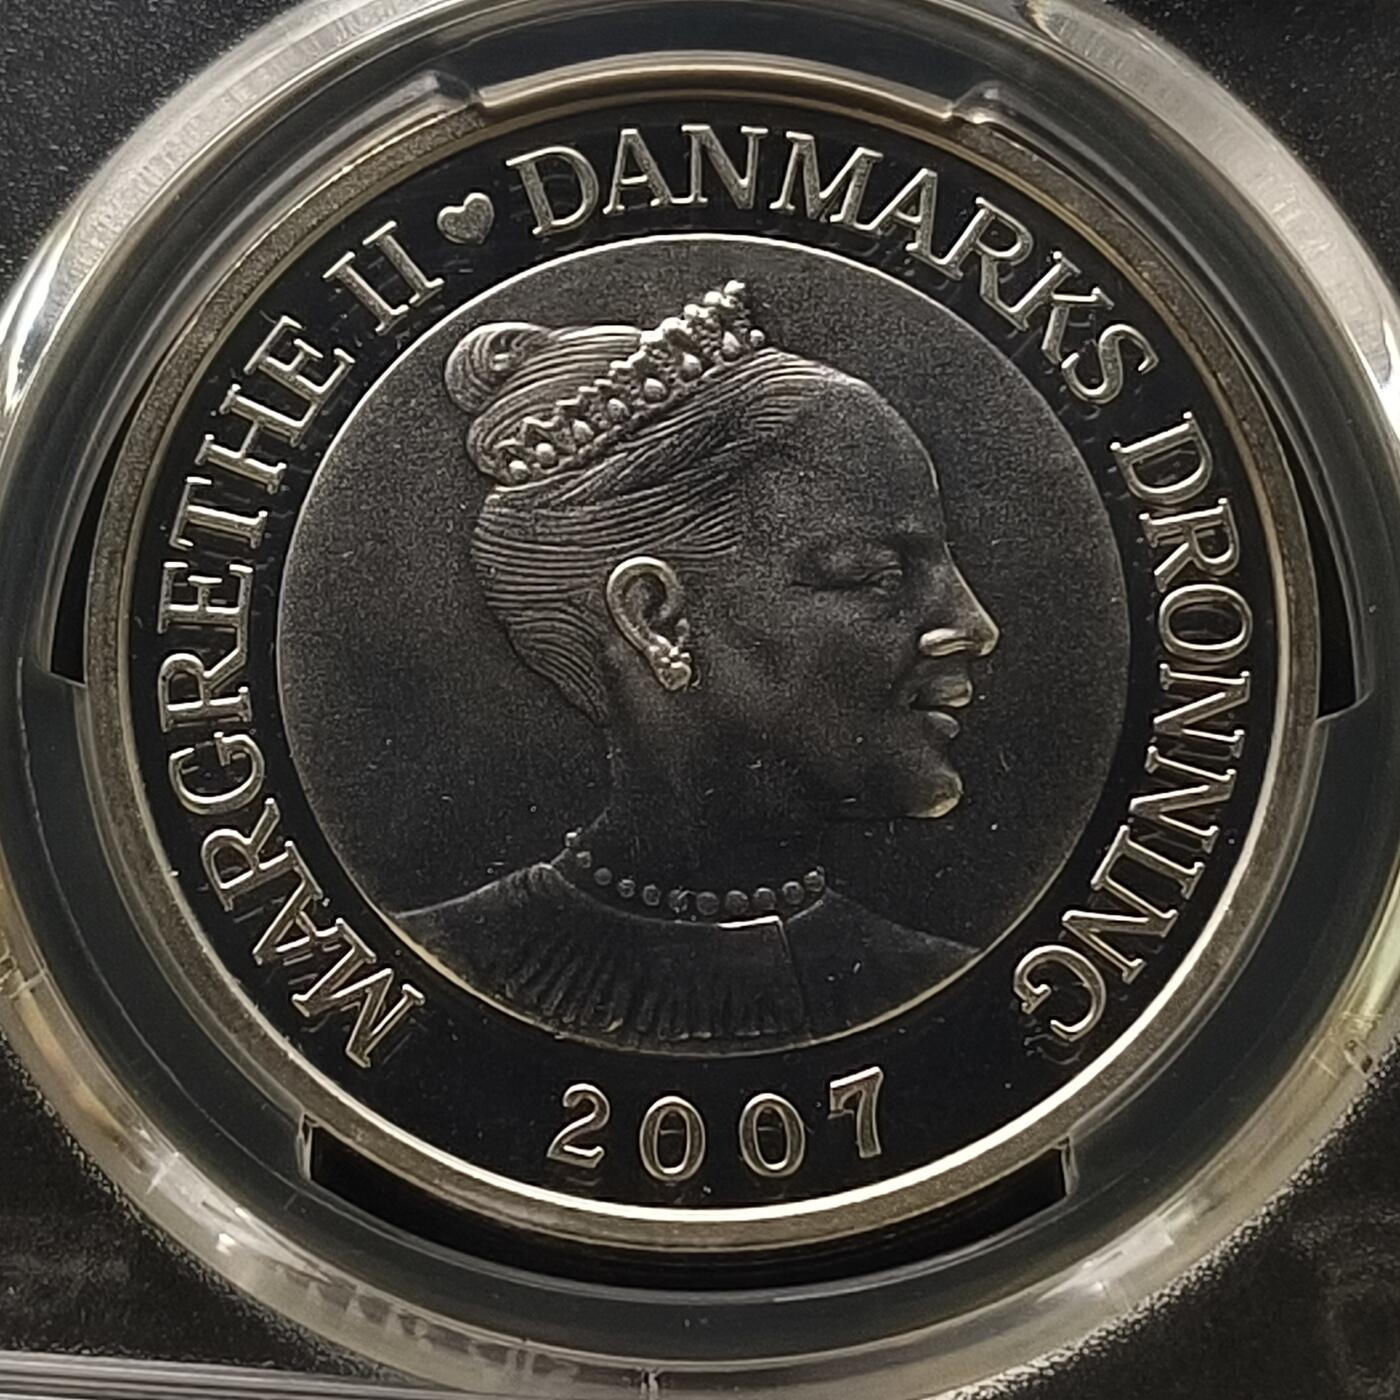 MARGRETHE II ♥ DANMARKS DRONNING
2007